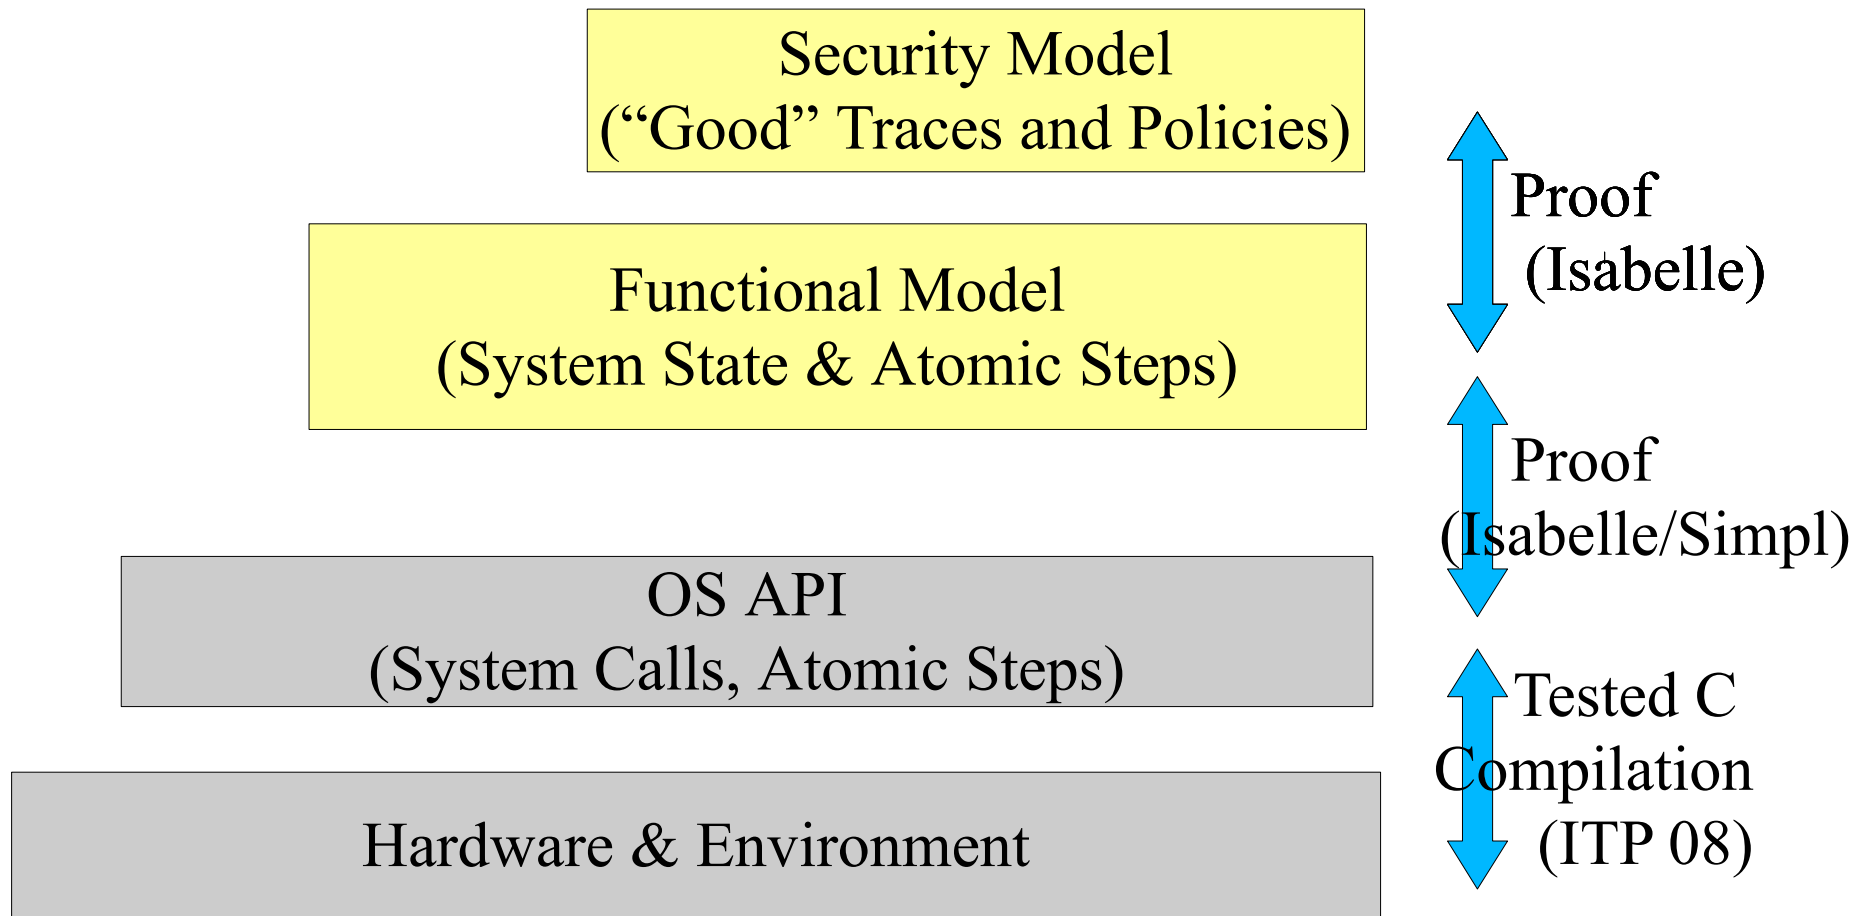 Security Model
(“Good” Traces and Policies)
Proof
(Isabelle)
Functional Model
(System State & Atomic Steps)
Proof
(Isabelle/Simpl)
OS API
(System Calls, Atomic Steps)
Tested C
Compilation
(ITP 08)
Hardware & Environment